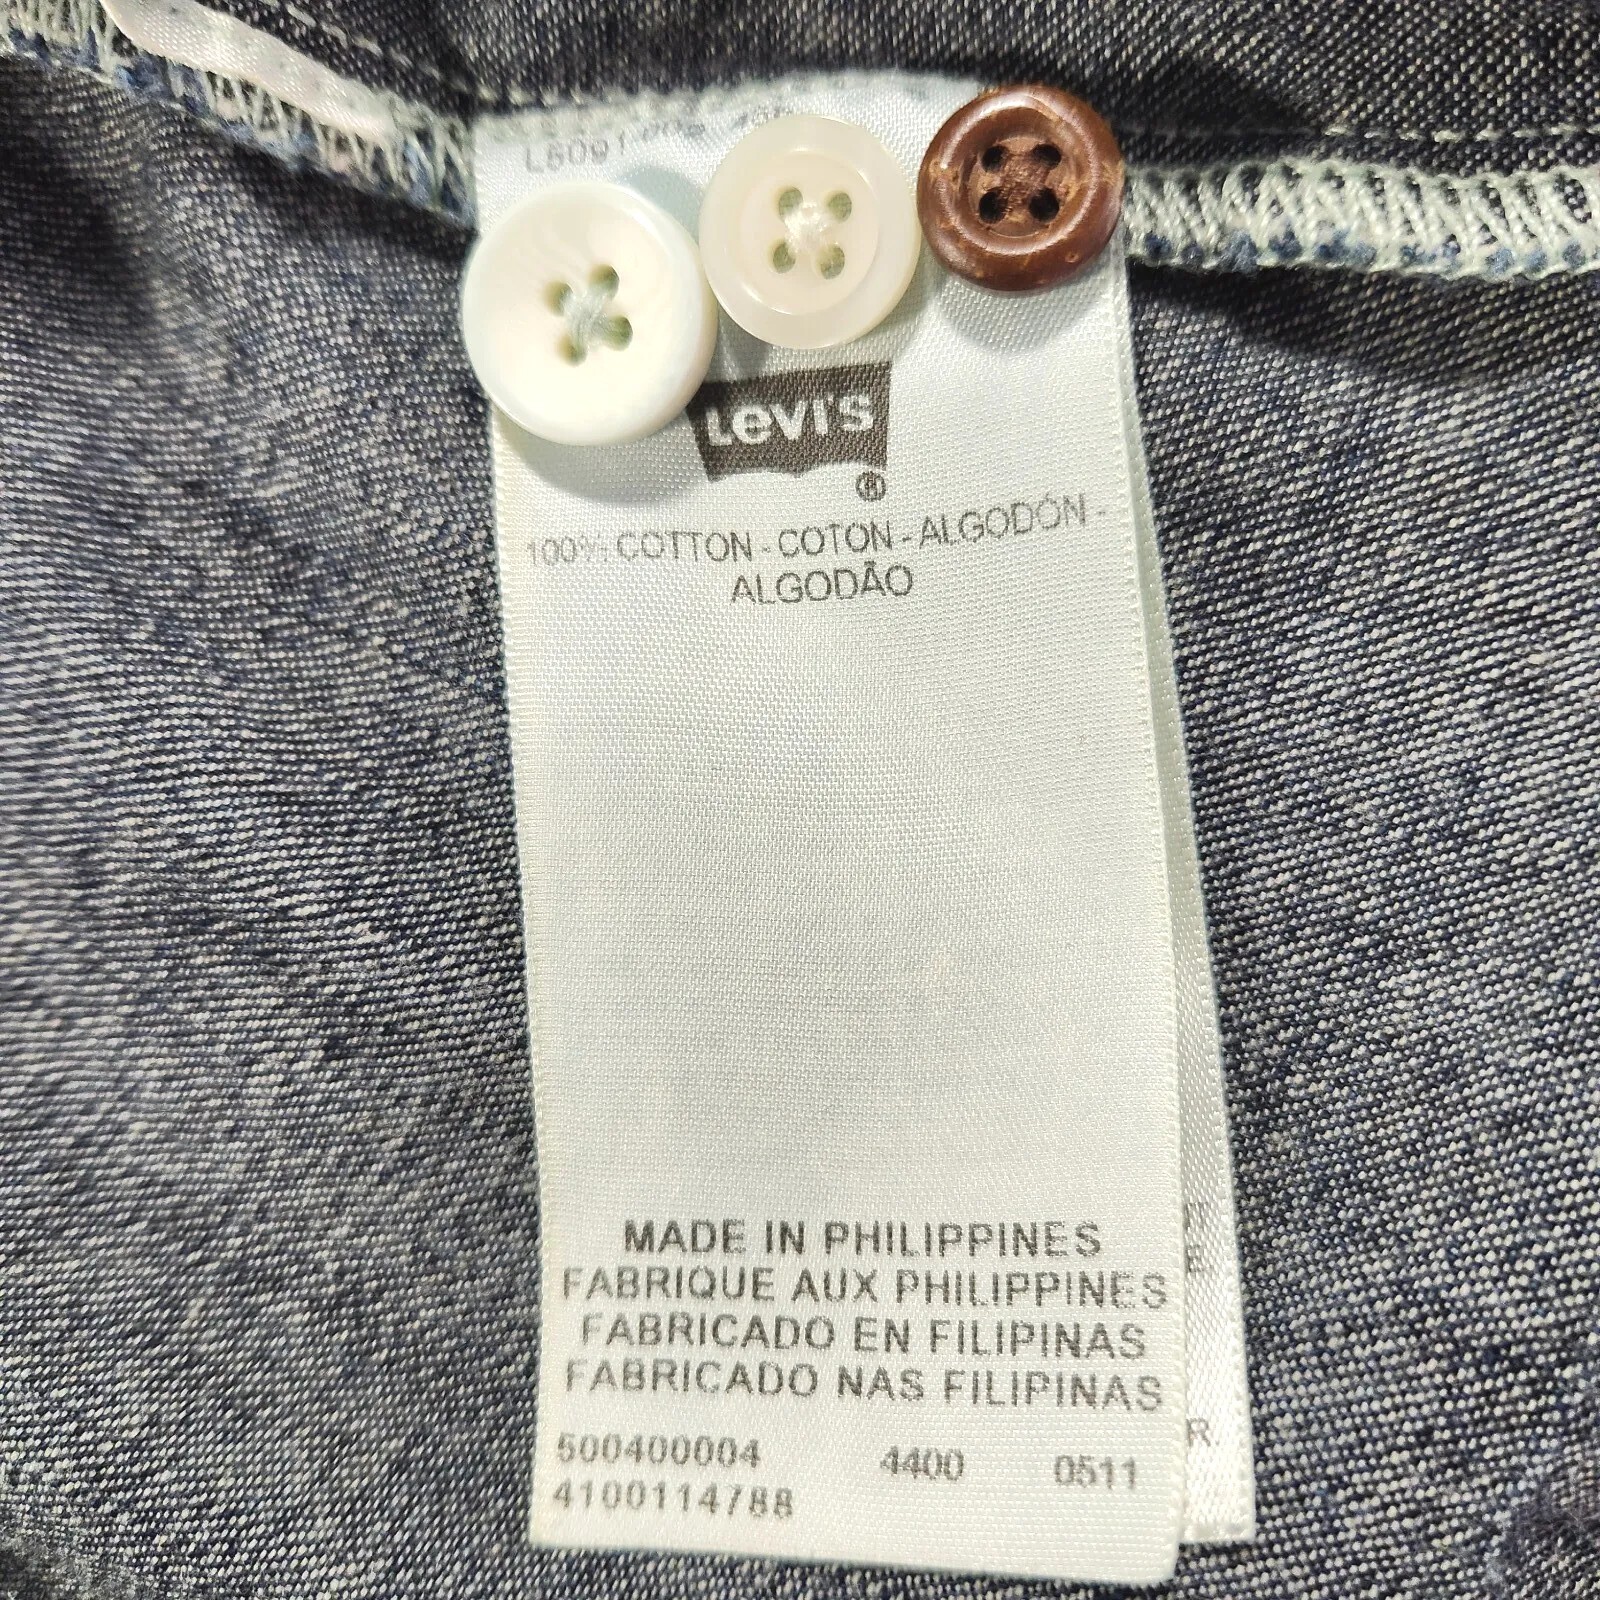 LEVI'S
®
100% COTTON - COTON - ALGODÓN -
ALGODÃO
MADE IN PHILIPPINES
FABRIQUE AUX PHILIPPINES
FABRICADO EN FILIPINAS
FABRICADO NAS FILIPINAS
500400004 4400 0511
4100114788
R.